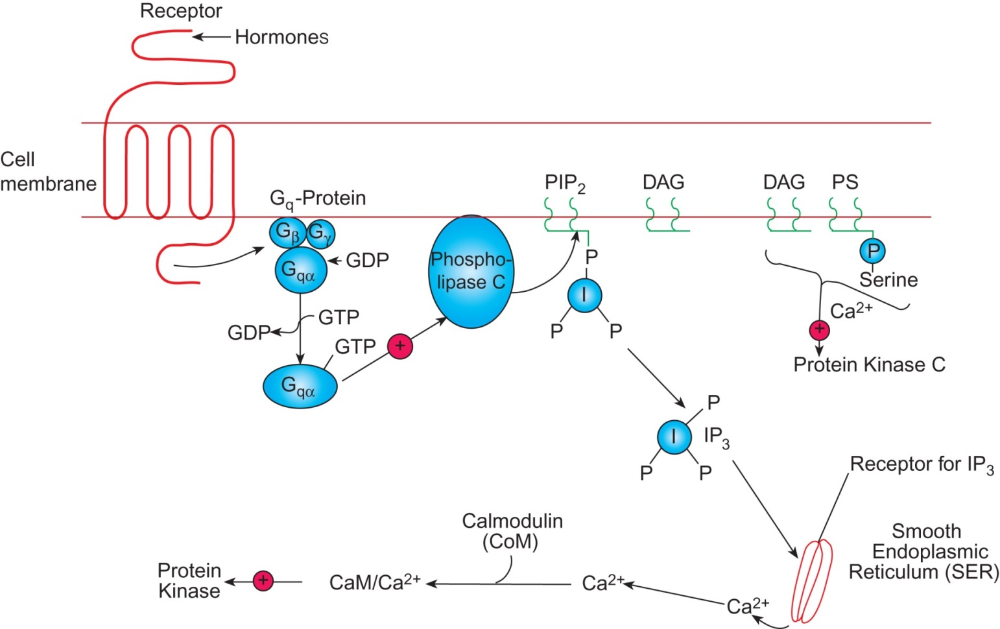 Receptor
Hormones
Cell
membrane
Gq-Protein
Gβ
Gγ
Gqα
GDP
GTP
GDP
GTP
Gqα
+
Phospho-
lipase C
PIP2
DAG
DAG
PS
P
I
P
P
P
Serine
Ca2+
+
Protein Kinase C
P
I
IP3
P
P
Receptor for IP3
Smooth
Endoplasmic
Reticulum (SER)
Calmodulin
(CoM)
Protein
Kinase
+
CaM/Ca2+
Ca2+
Ca2+